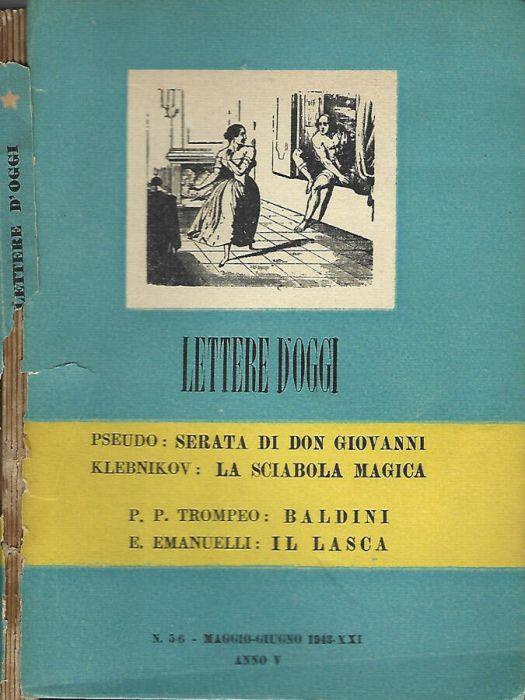 LETTERE D'OGGI
LETTERE D'OGGI
PSEUDO: SERATA DI DON GIOVANNI
KLEBNIKOV: LA SCIABOLA MAGICA
P. P. TROMPEO: BALDINI
E. EMANUELLI: IL LASCA
N. 5-6 - MAGGIO-GIUGNO 1943-XXI
ANNO V